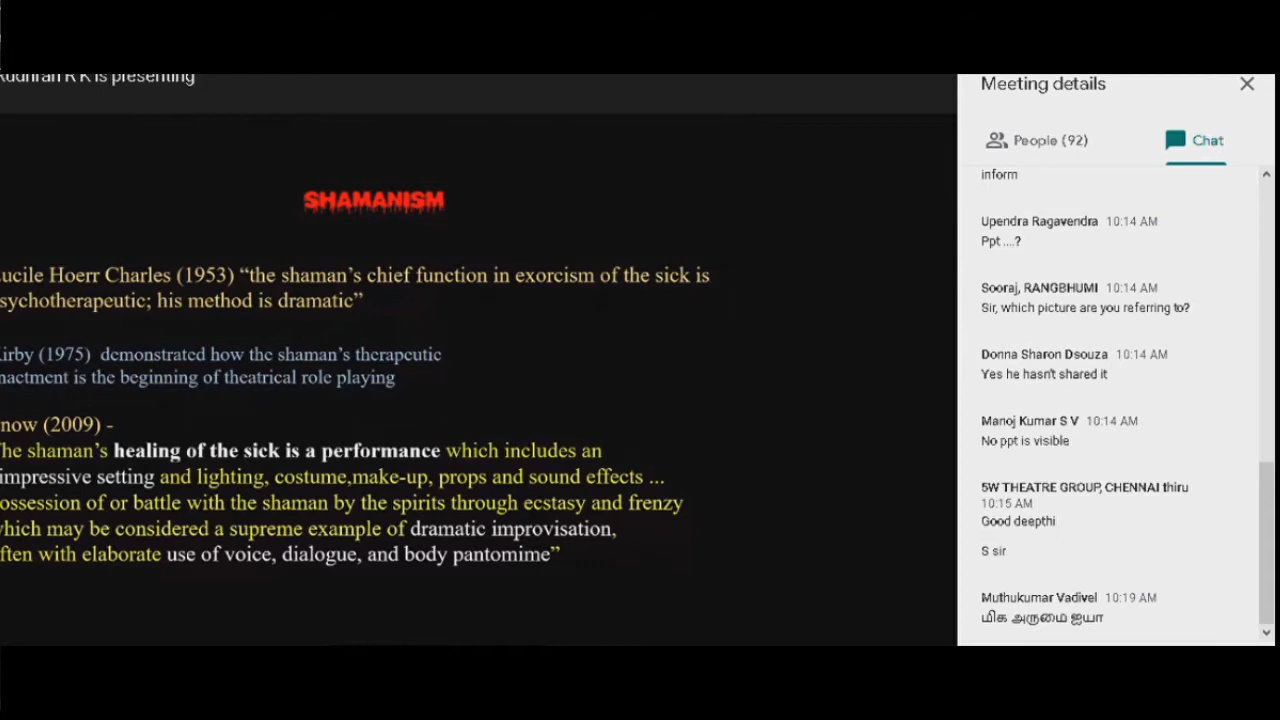 Rudhran R K is presenting
SHAMANISM
ucile Hoerr Charles (1953) “the shaman’s chief function in exorcism of the sick is
sychotherapeutic; his method is dramatic”
irby (1975) demonstrated how the shaman’s therapeutic
nactment is the beginning of theatrical role playing
now (2009) -
he shaman’s healing of the sick is a performance which includes an
impressive setting and lighting, costume,make-up, props and sound effects ...
ossession of or battle with the shaman by the spirits through ecstasy and frenzy
which may be considered a supreme example of dramatic improvisation,
ften with elaborate use of voice, dialogue, and body pantomime”
Meeting details
People (92)
Chat
inform
Upendra Ragavendra 10:14 AM
Ppt ....?
Sooraj, RANGBHUMI 10:14 AM
Sir, which picture are you referring to?
Donna Sharon Dsouza 10:14 AM
Yes he hasn't shared it
Manoj Kumar S V 10:14 AM
No ppt is visible
5W THEATRE GROUP, CHENNAI thiru
10:15 AM
Good deepthi
S sir
Muthukumar Vadivel 10:19 AM
மிக அருமை ஐயா